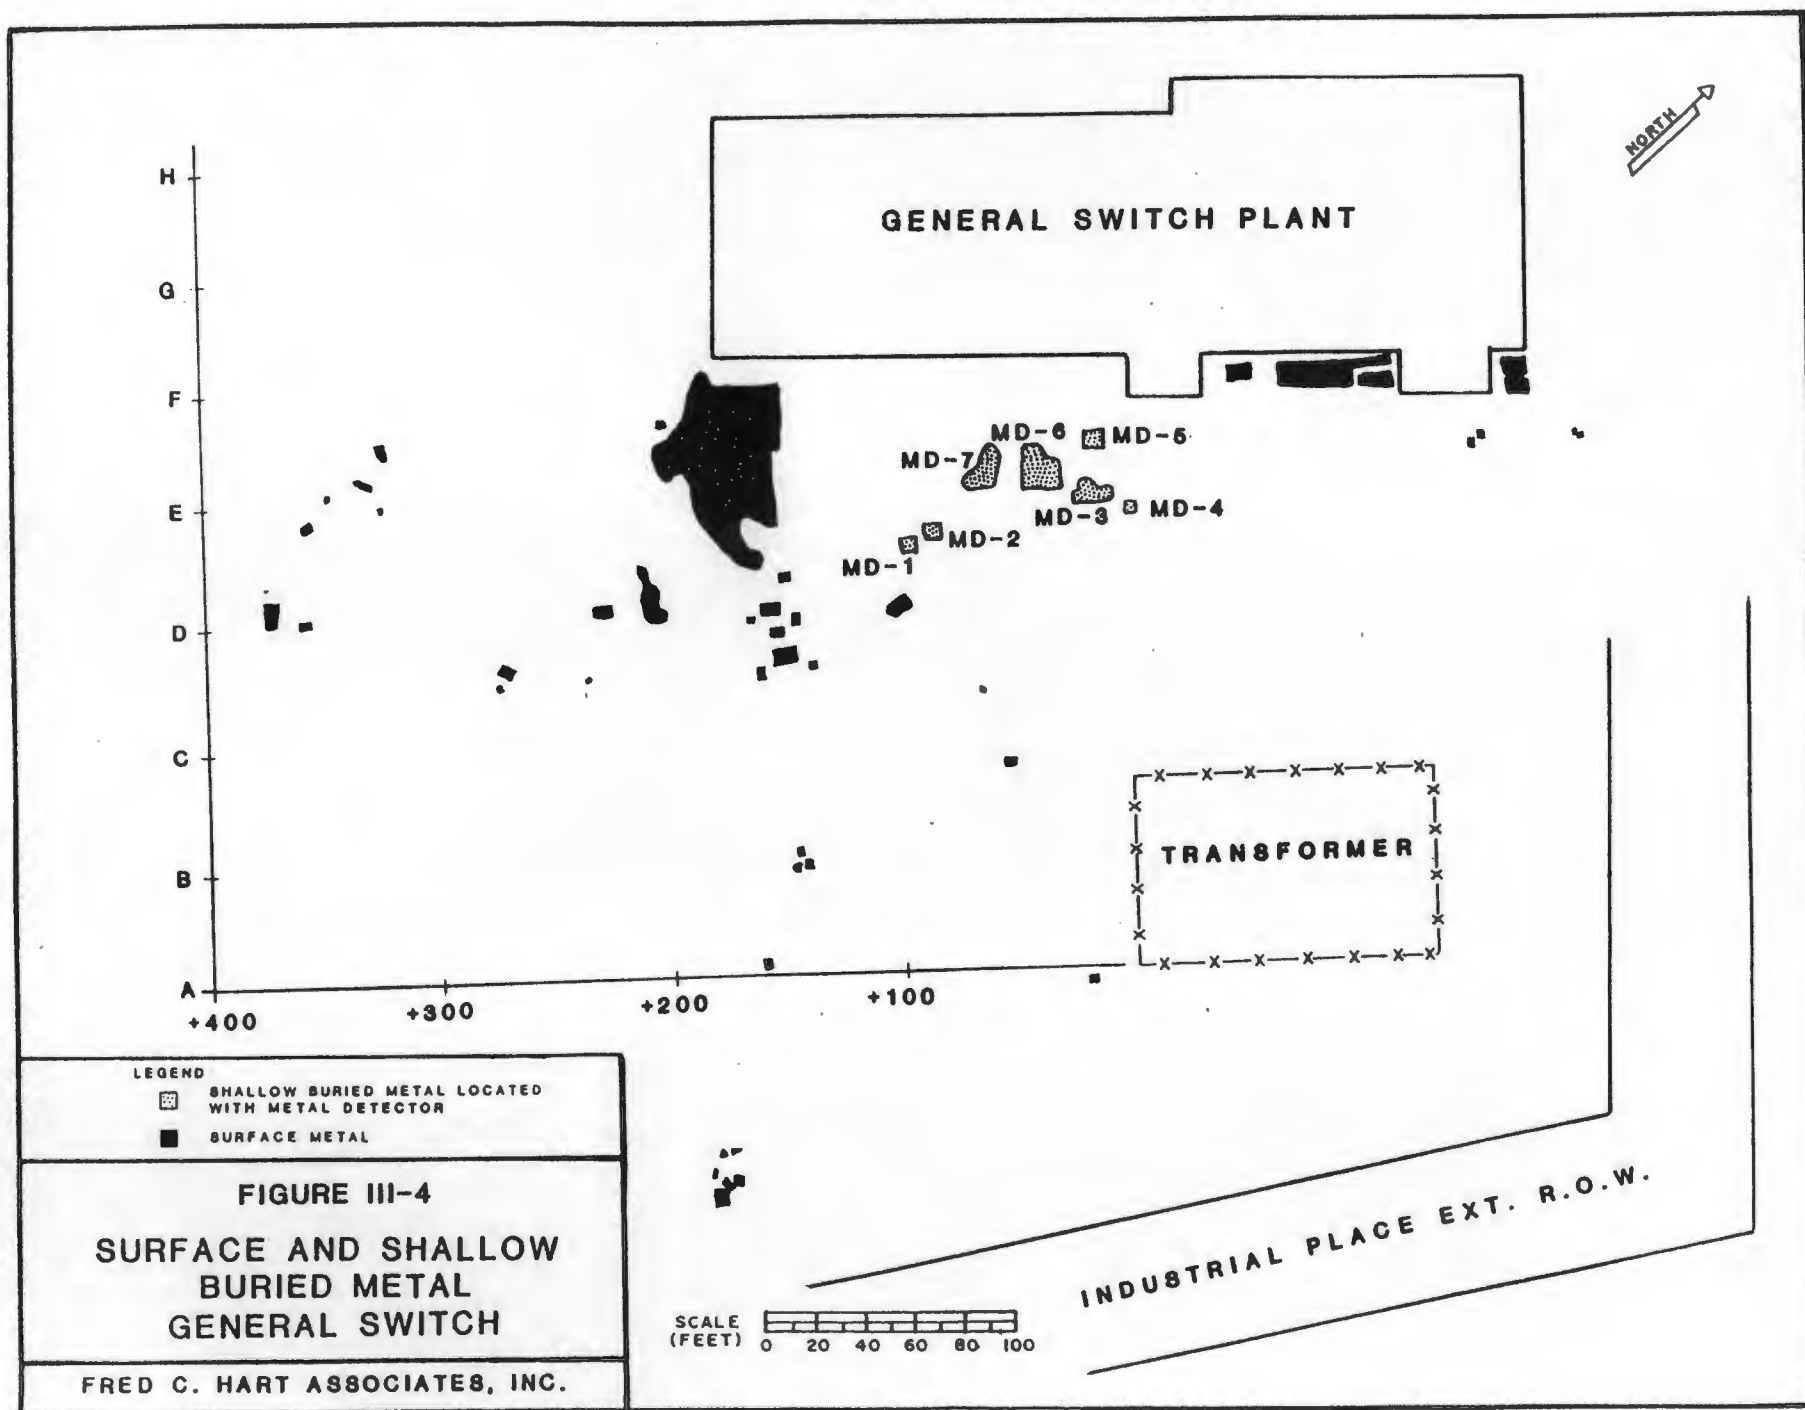 NORTH
GENERAL SWITCH PLANT
H
G
F
E
D
C
B
A
MD-6
MD-5
MD-7
MD-3
MD-4
MD-2
MD-1
TRANSFORMER
+400
+300
+200
+100
LEGEND
SHALLOW BURIED METAL LOCATED
WITH METAL DETECTOR
SURFACE METAL
FIGURE III-4
SURFACE AND SHALLOW
BURIED METAL
GENERAL SWITCH
FRED C. HART ASSOCIATES, INC.
SCALE
(FEET)
0 20 40 60 80 100
INDUSTRIAL PLACE EXT. R.O.W.